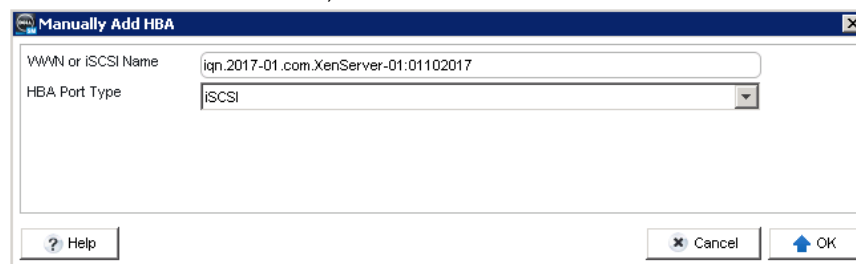 Manually Add HBA
WWN or iSCSI Name
iqn.2017-01.com.XenServer-01:01102017
HBA Port Type
iSCSI
? Help
Cancel
OK